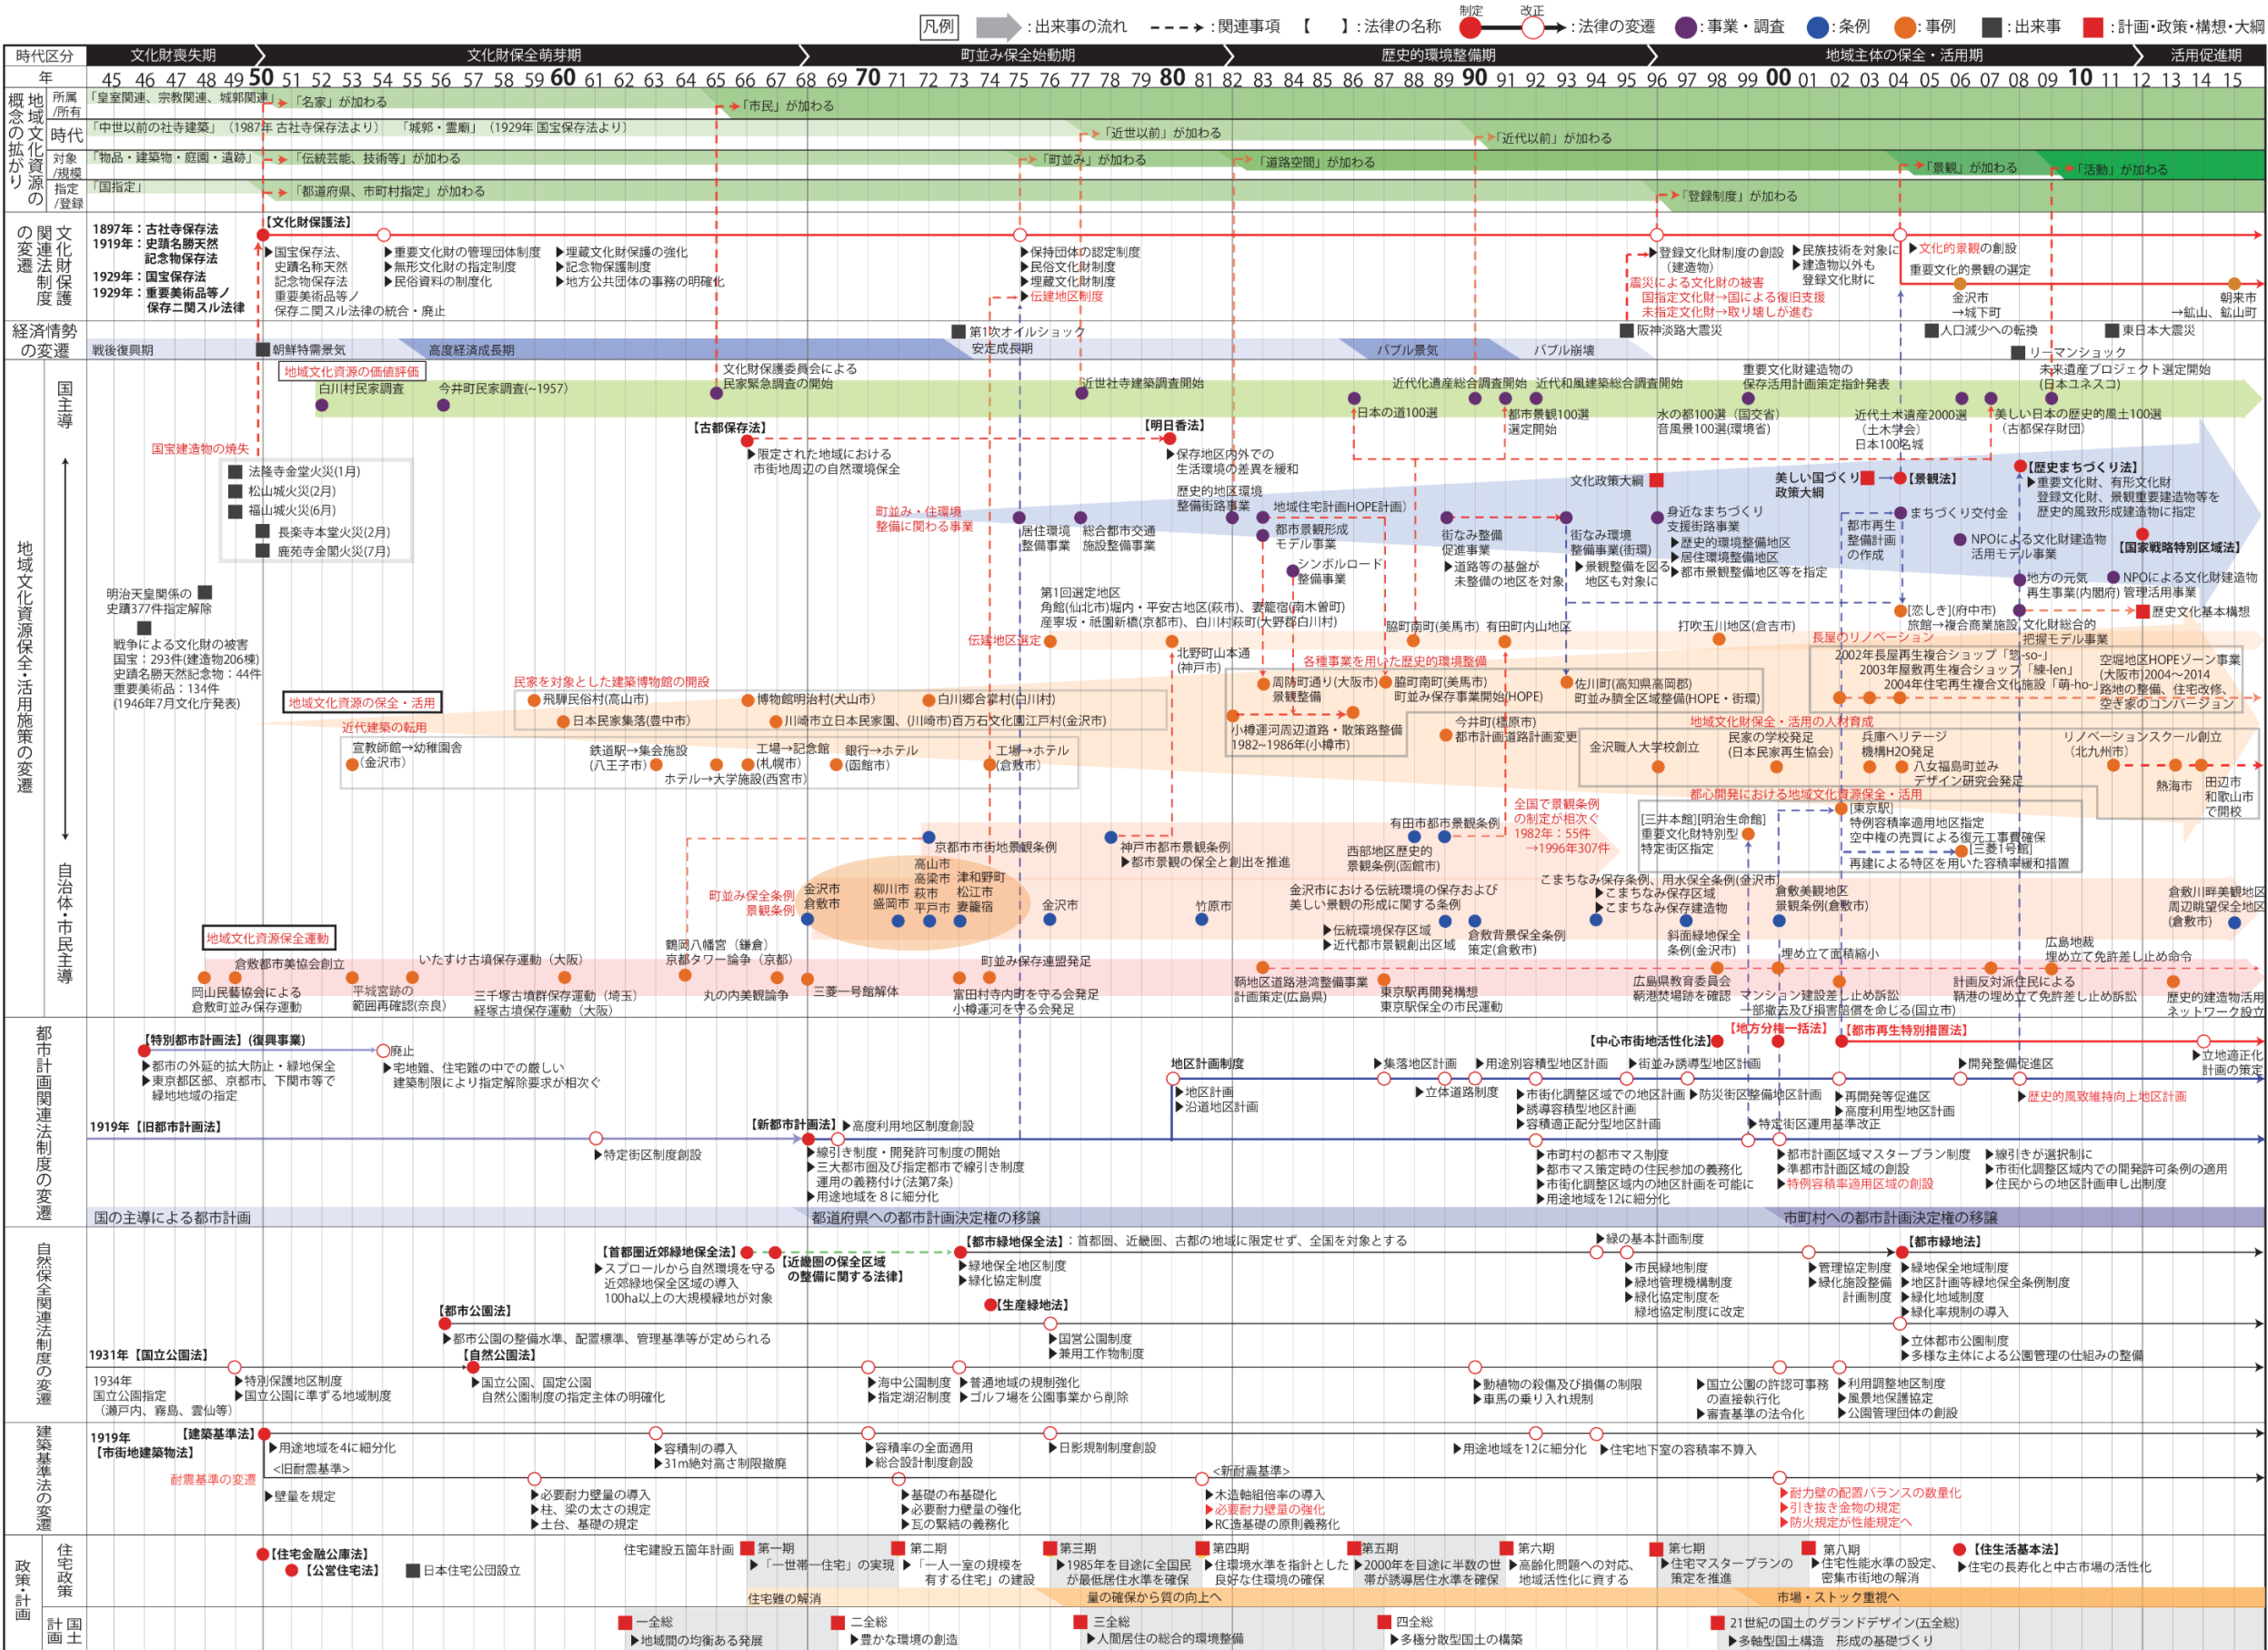 凡例 :出来事の流れ :関連事項 【 】:法律の名称 制定 改正 :法律の変遷 :事業・調査 :条例 :事例 :出来事 :計画・政策・構想・大綱
時代区分 文化財喪失期 文化財保全萌芽期 町並み保全始動期 歴史的環境整備期 地域主体の保全・活用期 活用促進期
年 45 46 47 48 49 50 51 52 53 54 55 56 57 58 59 60 61 62 63 64 65 66 67 68 69 70 71 72 73 74 75 76 77 78 79 80 81 82 83 84 85 86 87 88 89 90 91 92 93 94 95 96 97 98 99 00 01 02 03 04 05 06 07 08 09 10 11 12 13 14 15
地域文化資源の概念の拡がり
所属/所有 「皇室関連、宗教関連、城郭関連」 「名家」が加わる 「市民」が加わる
時代 「中世以前の社寺建築」(1987年 古社寺保存法より) 「城郭・霊廟」(1929年 国宝保存法より) 「近世以前」が加わる 「近代以前」が加わる
対象/規模 「物品・建築物・庭園・遺跡」 「伝統芸能、技術等」が加わる 「町並み」が加わる 「道路空間」が加わる 「景観」が加わる 「活動」が加わる
指定/登録 「国指定」 「都道府県、市町村指定」が加わる 「登録制度」が加わる
文化財保護関連法制度の変遷
1897年:古社寺保存法
1919年:史蹟名勝天然
記念物保存法
1929年:国宝保存法
1929年:重要美術品等ノ
保存ニ関スル法律
【文化財保護法】
▶国宝保存法、
史蹟名称天然
記念物保存法
重要美術品等ノ
保存ニ関スル法律の統合・廃止
▶重要文化財の管理団体制度
▶無形文化財の指定制度
▶民俗資料の制度化
▶埋蔵文化財保護の強化
▶記念物保護制度
▶地方公共団体の事務の明確化
▶保持団体の認定制度
▶民俗文化財制度
▶埋蔵文化財制度
▶伝建地区制度
▶登録文化財制度の創設
(建造物)
震災による文化財の被害
国指定文化財→国による復旧支援
未指定文化財→取り壊しが進む
▶民族技術を対象に
▶建造物以外も
登録文化財に
▶文化的景観の創設
重要文化的景観の選定
金沢市
→城下町
朝来市
→鉱山、鉱山町
経済情勢の変遷
戦後復興期 朝鮮特需景気 高度経済成長期 第1次オイルショック 安定成長期 バブル景気 バブル崩壊 阪神淡路大震災 人口減少への転換 リーマンショック 東日本大震災
地域文化資源保全・活用施策の変遷
国主導
自治体・市民主導
地域文化資源の価値評価
白川村民家調査
今井町民家調査(~1957)
文化財保護委員会による
民家緊急調査の開始
近世社寺建築調査開始
近代化遺産総合調査開始
近代和風建築総合調査開始
重要文化財建造物の
保存活用計画策定指針発表
未来遺産プロジェクト選定開始
(日本ユネスコ)
日本の道100選
都市景観100選
選定開始
水の都100選(国交省)
音風景100選(環境省)
近代土木遺産2000選
(土木学会)
日本100名城
美しい日本の歴史的風土100選
(古都保存財団)
国宝建造物の焼失
法隆寺金堂火災(1月)
松山城火災(2月)
福山城火災(6月)
長楽寺本堂火災(2月)
鹿苑寺金閣火災(7月)
明治天皇関係の
史蹟377件指定解除
戦争による文化財の被害
国宝:293件(建造物206棟)
史蹟名勝天然記念物:44件
重要美術品:134件
(1946年7月文化庁発表)
【古都保存法】
▶限定された地域における
市街地周辺の自然環境保全
【明日香法】
▶保存地区内外での
生活環境の差異を緩和
町並み・住環境
整備に関わる事業
居住環境
整備事業
総合都市交通
施設整備事業
歴史的地区環境
整備街路事業
地域住宅計画HOPE計画)
都市景観形成
モデル事業
シンボルロード
整備事業
街なみ整備
促進事業
▶道路等の基盤が
未整備の地区を対象
街なみ環境
整備事業(街環)
▶景観整備を図る
地区も対象に
文化政策大綱
身近なまちづくり
支援街路事業
▶歴史的環境整備地区
▶居住環境整備地区
▶都市景観整備地区等を指定
美しい国づくり
政策大綱
【景観法】
都市再生
整備計画
の作成
まちづくり交付金
【歴史まちづくり法】
▶重要文化財、有形文化財
登録文化財、景観重要建造物等を
歴史的風致形成建造物に指定
NPOによる文化財建造物
活用モデル事業
【国家戦略特別区域法】
地方の元気
再生事業(内閣府)
NPOによる文化財建造物
管理活用事業
[恋しき](府中市)
旅館→複合商業施設
文化財総合的
把握モデル事業
歴史文化基本構想
第1回選定地区
角館(仙北市)堀内・平安古地区(萩市)、妻籠宿(南木曽町)
産寧坂・祇園新橋(京都市)、白川村萩町(大野郡白川村)
伝建地区選定
北野町山本通
(神戸市)
脇町南町(美馬市)
有田町内山地区
打吹玉川地区(倉吉市)
地域文化資源の保全・活用
民家を対象とした建築博物館の開設
飛騨民俗村(高山市)
日本民家集落(豊中市)
博物館明治村(犬山市)
川崎市立日本民家園、(川崎市)百万石文化園江戸村(金沢市)
白川郷合掌村(白川村)
近代建築の転用
宣教師館→幼稚園舎
(金沢市)
鉄道駅→集会施設
(八王子市)
ホテル→大学施設(西宮市)
工場→記念館
(札幌市)
銀行→ホテル
(函館市)
工場→ホテル
(倉敷市)
各種事業を用いた歴史的環境整備
周防町通り(大阪市)
景観整備
脇町南町(美馬市)
町並み保存事業開始(HOPE)
佐川町(高知県高岡郡)
町並み臍全区域整備(HOPE・街環)
小樽運河周辺道路・散策路整備
1982~1986年(小樽市)
今井町(橿原市)
都市計画道路計画変更
長屋のリノベーション
2002年長屋再生複合ショップ「惣-so-」
2003年屋敷再生複合ショップ「練-len」
2004年住宅再生複合文化施設「萌-ho-」
空堀地区HOPEゾーン事業
(大阪市)2004~2014
路地の整備、住宅改修、
空き家のコンバージョン
地域文化財保全・活用の人材育成
金沢職人大学校創立
民家の学校発足
(日本民家再生協会)
兵庫ヘリテージ
機構H2O発足
八女福島町並み
デザイン研究会発足
リノベーションスクール創立
(北九州市)
熱海市
田辺市
和歌山市
で開校
都心開発における地域文化資源保全・活用
[三井本館][明治生命館]
重要文化財特別型
特定街区指定
[東京駅]
特例容積率適用地区指定
空中権の売買による復元工事費確保
[三菱1号館]
再建による特区を用いた容積率緩和措置
全国で景観条例
の制定が相次ぐ
1982年:55件
→1996年307件
京都市市街地景観条例
神戸市都市景観条例
▶都市景観の保全と創出を推進
有田市都市景観条例
西部地区歴史的
景観条例(函館市)
町並み保全条例
景観条例
金沢市
倉敷市
柳川市
盛岡市
高山市
高梁市
萩市
平戸市
津和野町
松江市
妻籠宿
金沢市
竹原市
金沢市における伝統環境の保存および
美しい景観の形成に関する条例
▶伝統環境保存区域
▶近代都市景観創出区域
倉敷背景保全条例
策定(倉敷市)
こまちなみ保存条例、用水保全条例(金沢市)
▶こまちなみ保存区域
▶こまちなみ保存建造物
斜面緑地保全
条例(金沢市)
倉敷美観地区
景観条例(倉敷市)
倉敷川畔美観地区
周辺眺望保全地区
(倉敷市)
地域文化資源保全運動
岡山民藝協会による
倉敷町並み保存運動
倉敷都市美協会創立
平城宮跡の
範囲再確認(奈良)
いたすけ古墳保存運動(大阪)
三千塚古墳群保存運動(埼玉)
経塚古墳保存運動(大阪)
鶴岡八幡宮(鎌倉)
京都タワー論争(京都)
丸の内美観論争
三菱一号館解体
町並み保存連盟発足
富田村寺内町を守る会発足
小樽運河を守る会発足
鞆地区道路港湾整備事業
計画策定(広島県)
東京駅再開発構想
東京駅保全の市民運動
広島県教育委員会
鞆港焚場跡を確認
埋め立て面積縮小
マンション建設差し止め訴訟
一部撤去及び損害賠償を命じる(国立市)
計画反対派住民による
鞆港の埋め立て免許差し止め訴訟
広島地裁
埋め立て免許差し止め命令
歴史的建造物活用
ネットワーク設立
都市計画関連法制度の変遷
【特別都市計画法】(復興事業)
▶都市の外延的拡大防止・緑地保全
▶東京都区部、京都市、下関市等で
緑地地域の指定
廃止
▶宅地難、住宅難の中での厳しい
建築制限により指定解除要求が相次ぐ
1919年【旧都市計画法】
▶特定街区制度創設
【新都市計画法】
▶高度利用地区制度創設
▶線引き制度・開発許可制度の開始
▶三大都市圏及び指定都市で線引き制度
運用の義務付け(法第7条)
▶用途地域を8に細分化
地区計画制度
▶地区計画
▶沿道地区計画
▶集落地区計画
▶立体道路制度
▶用途別容積型地区計画
▶市街化調整区域での地区計画
▶誘導容積型地区計画
▶容積適正配分型地区計画
▶街並み誘導型地区計画
▶防災街区整備地区計画
【中心市街地活性化法】
【地方分権一括法】
【都市再生特別措置法】
▶再開発等促進区
▶高度利用型地区計画
▶開発整備促進区
▶歴史的風致維持向上地区計画
▶立地適正化
計画の策定
▶特定街区運用基準改正
▶市町村の都市マス制度
▶都市マス策定時の住民参加の義務化
▶市街化調整区域内の地区計画を可能に
▶用途地域を12に細分化
▶都市計画区域マスタープラン制度
▶準都市計画区域の創設
▶特例容積率適用区域の創設
▶線引きが選択制に
▶市街化調整区域内での開発許可条例の適用
▶住民からの地区計画申し出制度
国の主導による都市計画 都道府県への都市計画決定権の移譲 市町村への都市計画決定権の移譲
自然保全関連法制度の変遷
【首都圏近郊緑地保全法】
▶スプロールから自然環境を守る
近郊緑地保全区域の導入
100ha以上の大規模緑地が対象
【近畿圏の保全区域
の整備に関する法律】
【都市緑地保全法】:首都圏、近畿圏、古都の地域に限定せず、全国を対象とする
▶緑地保全地区制度
▶緑化協定制度
【生産緑地法】
▶緑の基本計画制度
▶市民緑地制度
▶緑地管理機構制度
▶緑化協定制度を
緑地協定制度に改定
▶管理協定制度
▶緑化施設整備
計画制度
【都市緑地法】
▶緑地保全地域制度
▶地区計画等緑地保全条例制度
▶緑化地域制度
▶緑化率規制の導入
【都市公園法】
▶都市公園の整備水準、配置標準、管理基準等が定められる
▶国営公園制度
▶兼用工作物制度
▶立体都市公園制度
▶多様な主体による公園管理の仕組みの整備
1931年【国立公園法】
1934年
国立公園指定
(瀬戸内、霧島、雲仙等)
▶特別保護地区制度
▶国立公園に準ずる地域制度
【自然公園法】
▶国立公園、国定公園
自然公園制度の指定主体の明確化
▶海中公園制度
▶指定湖沼制度
▶普通地域の規制強化
▶ゴルフ場を公園事業から削除
▶動植物の殺傷及び損傷の制限
▶車馬の乗り入れ規制
▶国立公園の許認可事務
の直接執行化
▶審査基準の法令化
▶利用調整地区制度
▶風景地保護協定
▶公園管理団体の創設
建築基準法の変遷
1919年
【市街地建築物法】
【建築基準法】
▶用途地域を4に細分化
▶容積制の導入
▶31m絶対高さ制限撤廃
▶容積率の全面適用
▶総合設計制度創設
▶日影規制制度創設
▶用途地域を12に細分化
▶住宅地下室の容積率不算入
耐震基準の変遷
<旧耐震基準>
▶壁量を規定
▶必要耐力壁量の導入
▶柱、梁の太さの規定
▶土台、基礎の規定
▶基礎の布基礎化
▶必要耐力壁量の強化
▶瓦の緊結の義務化
<新耐震基準>
▶木造軸組倍率の導入
▶必要耐力壁量の強化
▶RC造基礎の原則義務化
▶耐力壁の配置バランスの数量化
▶引き抜き金物の規定
▶防火規定が性能規定へ
政策・計画
住宅政策
【住宅金融公庫法】
【公営住宅法】
日本住宅公団設立
住宅建設五箇年計画
第一期
▶「一世帯一住宅」の実現
第二期
▶「一人一室の規模を
有する住宅」の建設
第三期
▶1985年を目途に全国民
が最低居住水準を確保
第四期
▶住環境水準を指針とした
良好な住環境の確保
第五期
▶2000年を目途に半数の世
帯が誘導居住水準を確保
第六期
▶高齢化問題への対応、
地域活性化に資する
第七期
▶住宅マスタープランの
策定を推進
第八期
▶住宅性能水準の設定、
密集市街地の解消
【住生活基本法】
▶住宅の長寿化と中古市場の活性化
住宅難の解消 量の確保から質の向上へ 市場・ストック重視へ
国土計画
一全総
▶地域間の均衡ある発展
二全総
▶豊かな環境の創造
三全総
▶人間居住の総合的環境整備
四全総
▶多極分散型国土の構築
21世紀の国土のグランドデザイン(五全総)
▶多軸型国土構造 形成の基礎づくり